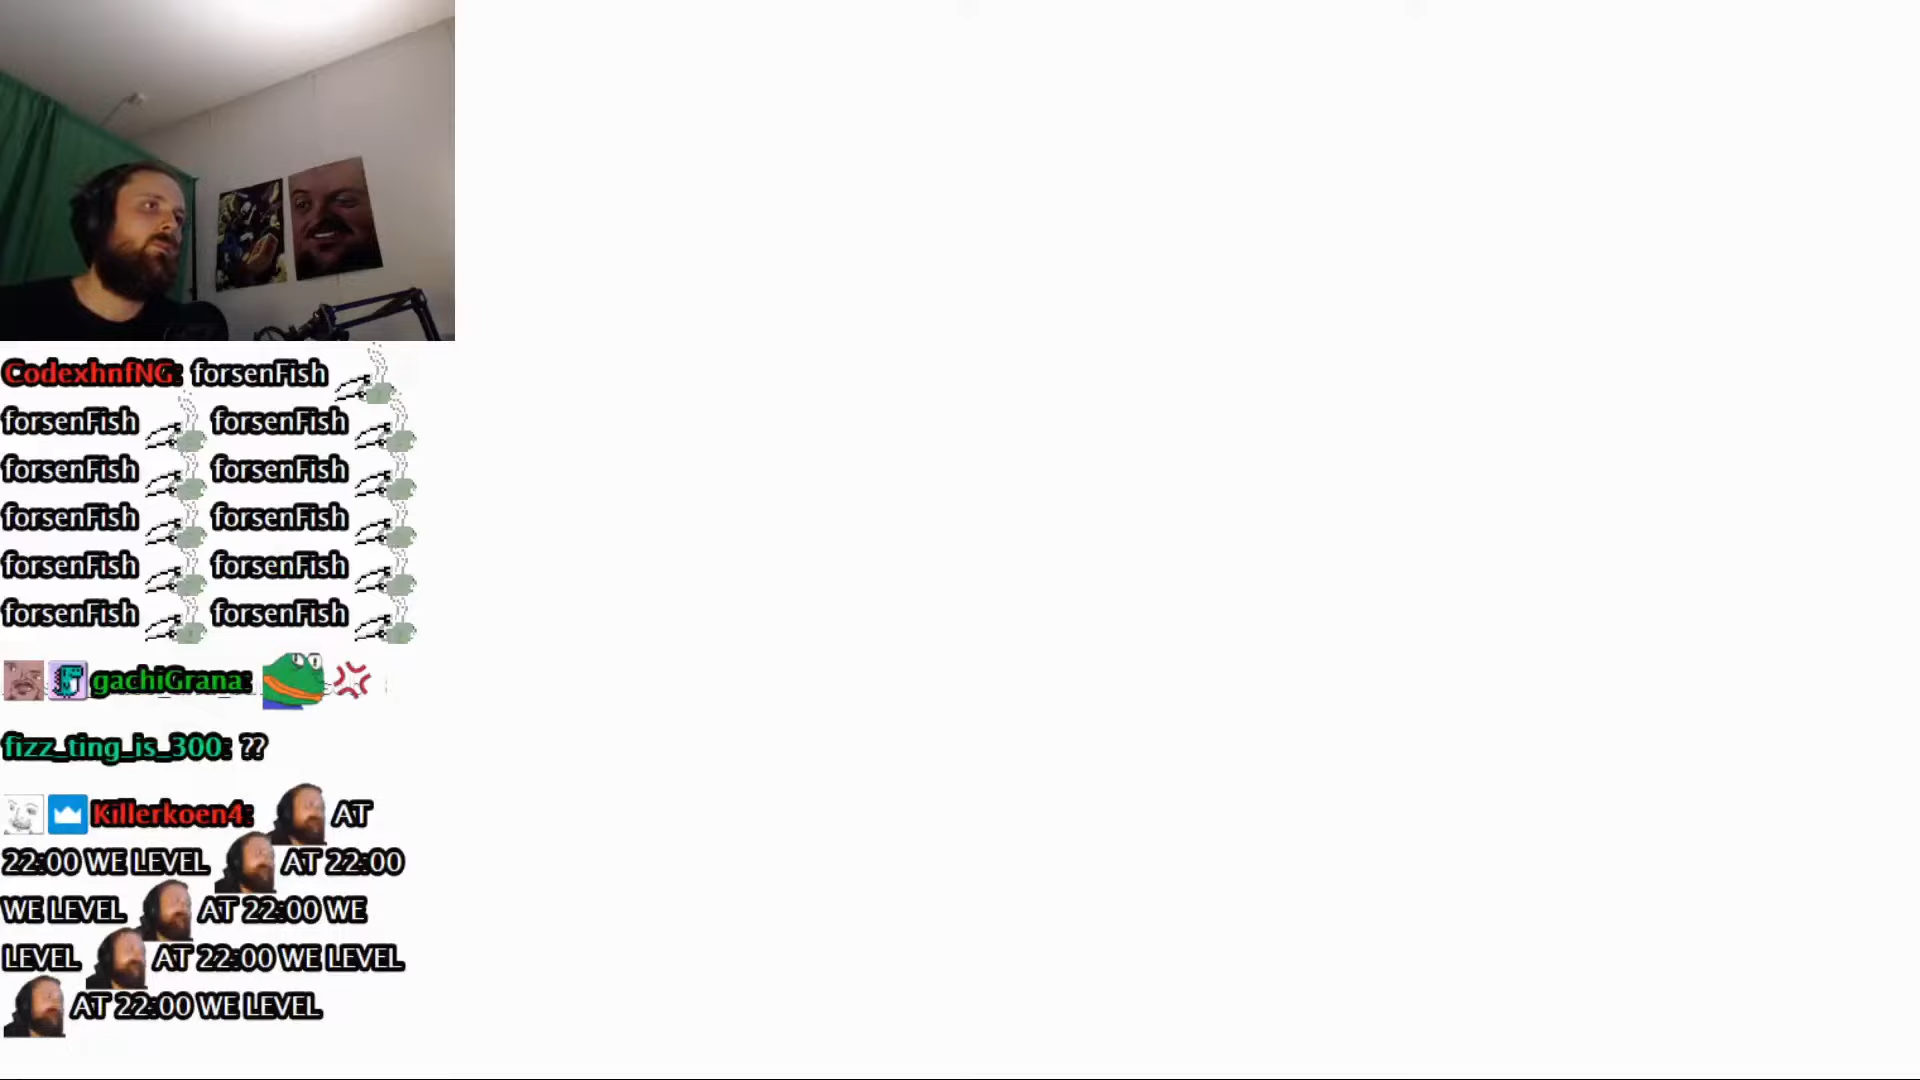 CodexhnfNG: forsenFish
forsenFish forsenFish
forsenFish forsenFish
forsenFish forsenFish
forsenFish forsenFish
forsenFish forsenFish
gachiGrana:
fizz_ting_is_300: ??
Killerkoen4: AT
22:00 WE LEVEL AT 22:00
WE LEVEL AT 22:00 WE
LEVEL AT 22:00 WE LEVEL
AT 22:00 WE LEVEL